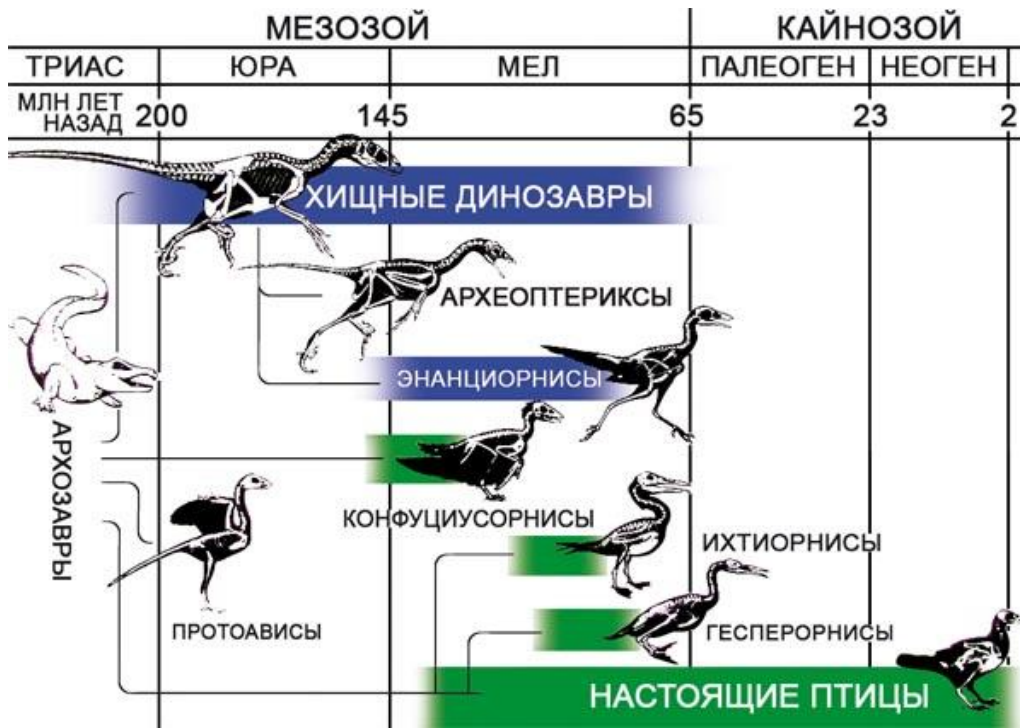 МЕЗОЗОЙ
КАЙНОЗОЙ
ТРИАС
ЮРА
МЕЛ
ПАЛЕОГЕН
НЕОГЕН
МЛН ЛЕТ
НАЗАД
200
145
65
23
2
ХИЩНЫЕ ДИНОЗАВРЫ
АРХЕОПТЕРИКСЫ
ЭНАНЦИОРНИСЫ
АРХОЗАВРЫ
КОНФУЦИУСОРНИСЫ
ИХТИОРНИСЫ
ПРОТОАВИСЫ
ГЕСПЕРОРНИСЫ
НАСТОЯЩИЕ ПТИЦЫ